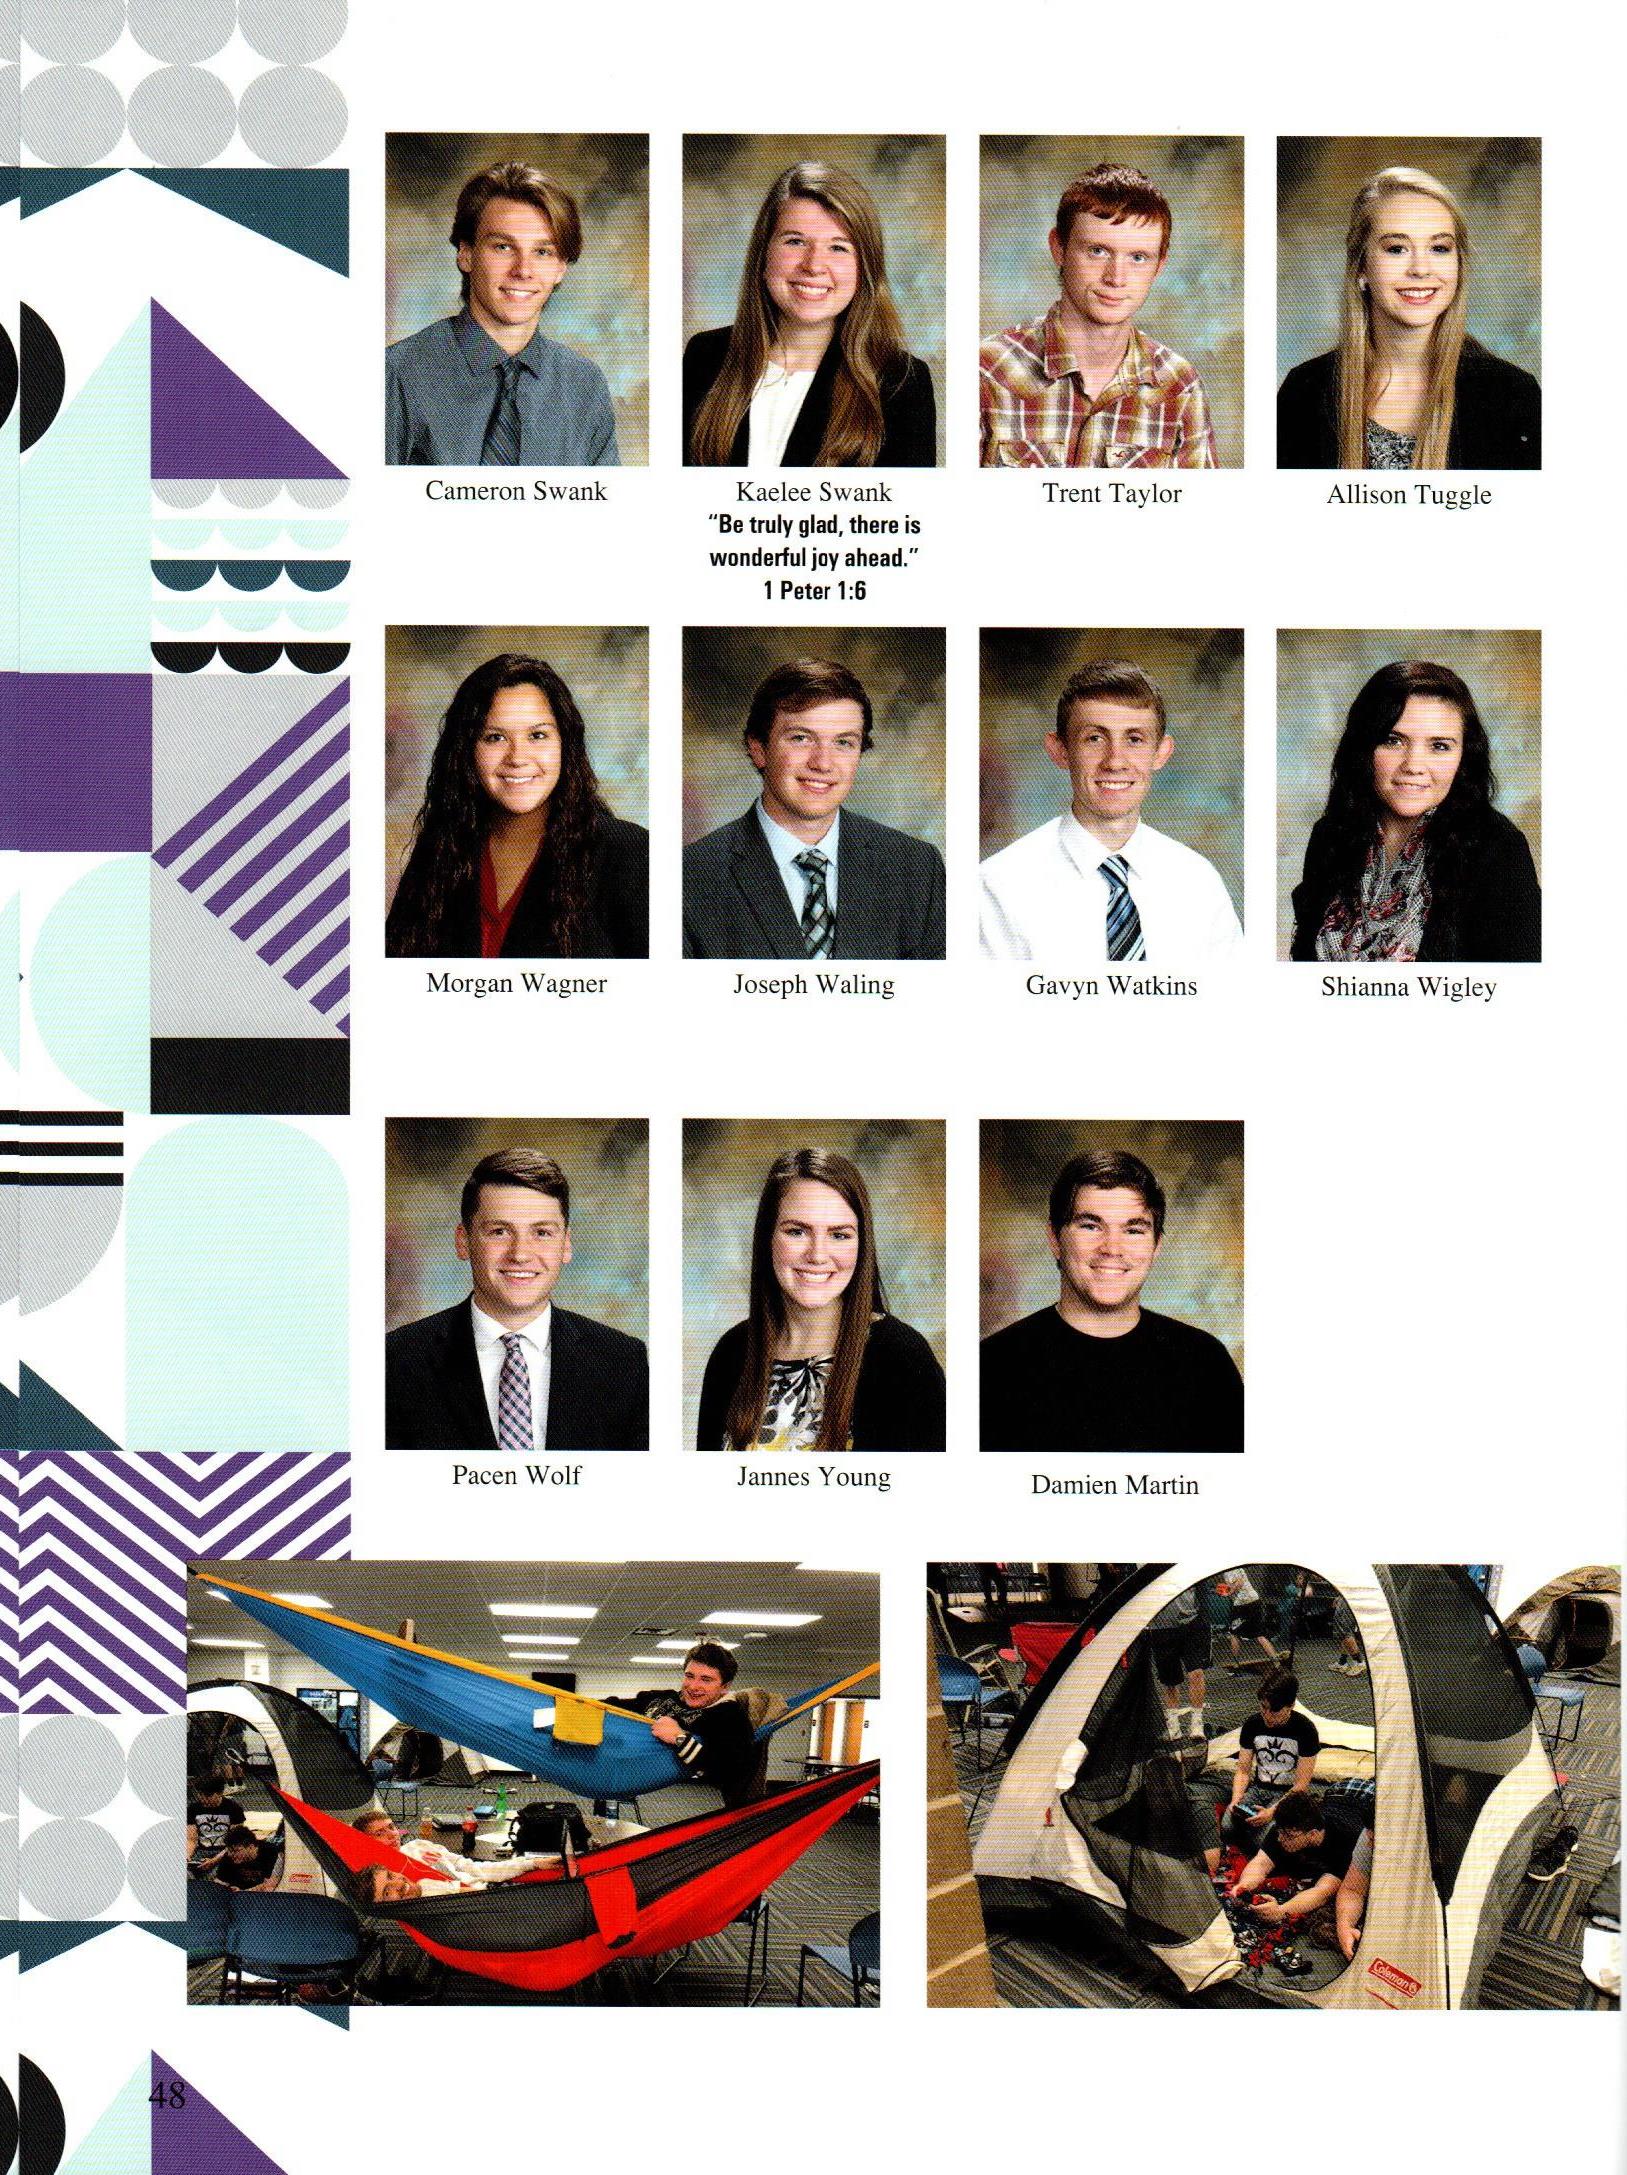 Cameron Swank
Kaelee Swank
"Be truly glad, there is
wonderful joy ahead."
1 Peter 1:6
Trent Taylor
Allison Tuggle
Morgan Wagner
Joseph Waling
Gavyn Watkins
Shianna Wigley
Pacen Wolf
Jannes Young
Damien Martin
Coleman
48